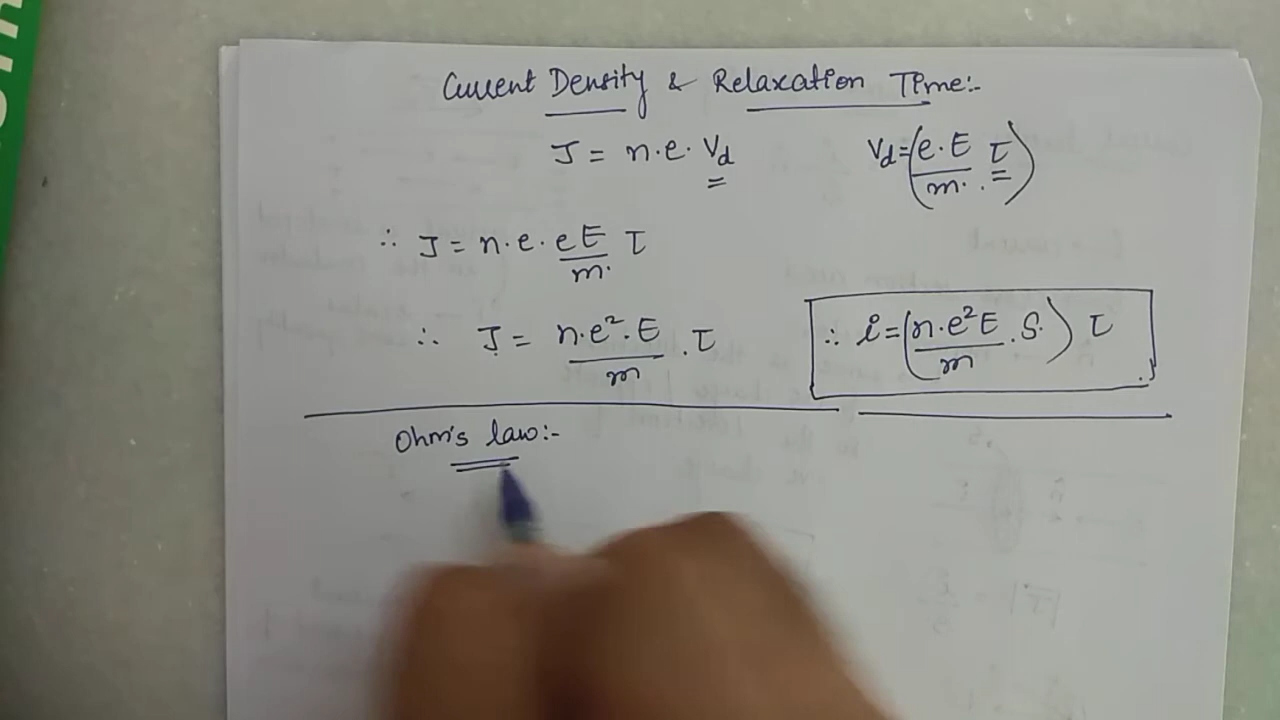 Current Density & Relaxation Time:-
J = n.e. Vd   Vd = (e.E/m. . τ)
∴ J = n.e. eE/m. τ
∴ J = n.e².E/m . τ   ∴ i = (n.e²E/m .S.) τ
Ohm's law:-